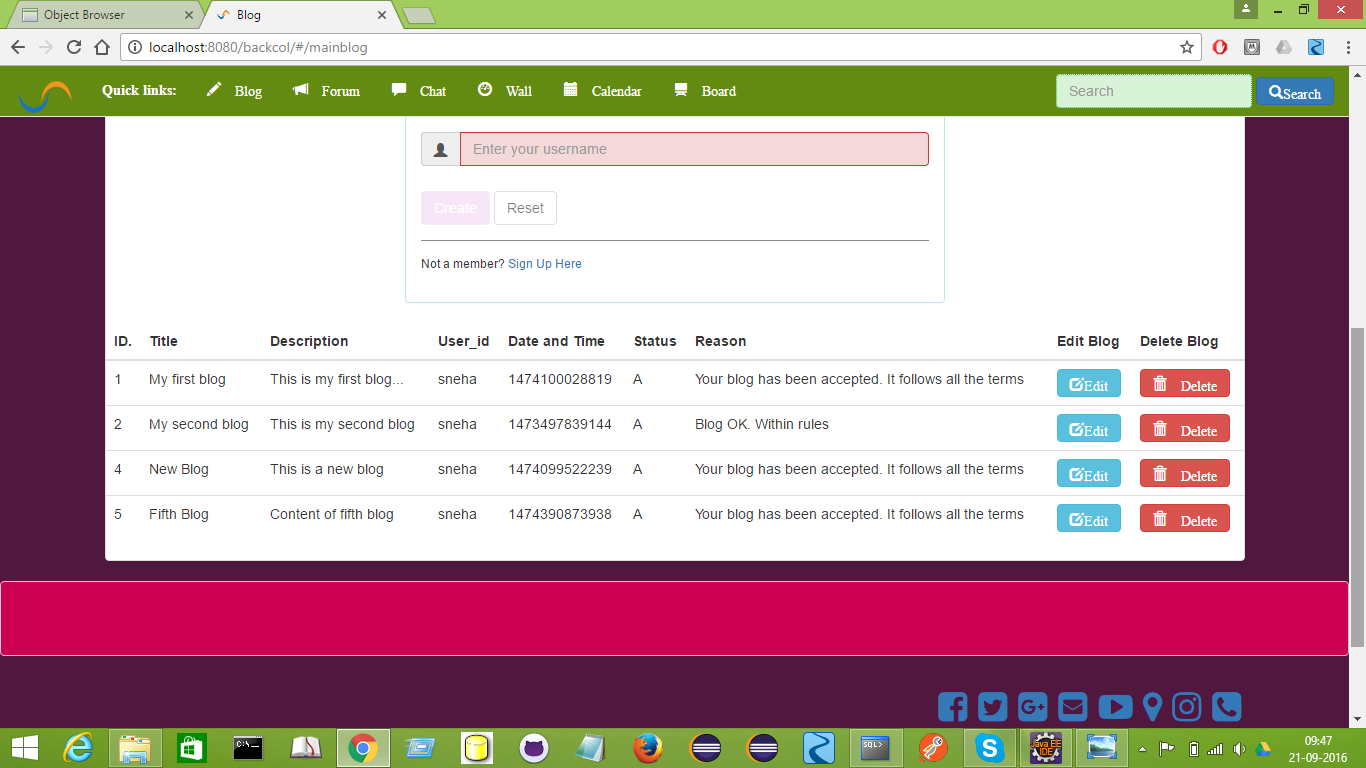 Object Browser
Blog
localhost:8080/backcol/#/mainblog
Quick links: Blog Forum Chat Wall Calendar Board Search Search
Enter your username
Create Reset
Not a member? Sign Up Here
ID. Title Description User_id Date and Time Status Reason Edit Blog Delete Blog
1 My first blog This is my first blog... sneha 1474100028819 A Your blog has been accepted. It follows all the terms Edit Delete
2 My second blog This is my second blog sneha 1473497839144 A Blog OK. Within rules Edit Delete
4 New Blog This is a new blog sneha 1474099522239 A Your blog has been accepted. It follows all the terms Edit Delete
5 Fifth Blog Content of fifth blog sneha 1474390873938 A Your blog has been accepted. It follows all the terms Edit Delete
G+
C:\_
SQL>
Java EE
IDE
09:47
21-09-2016